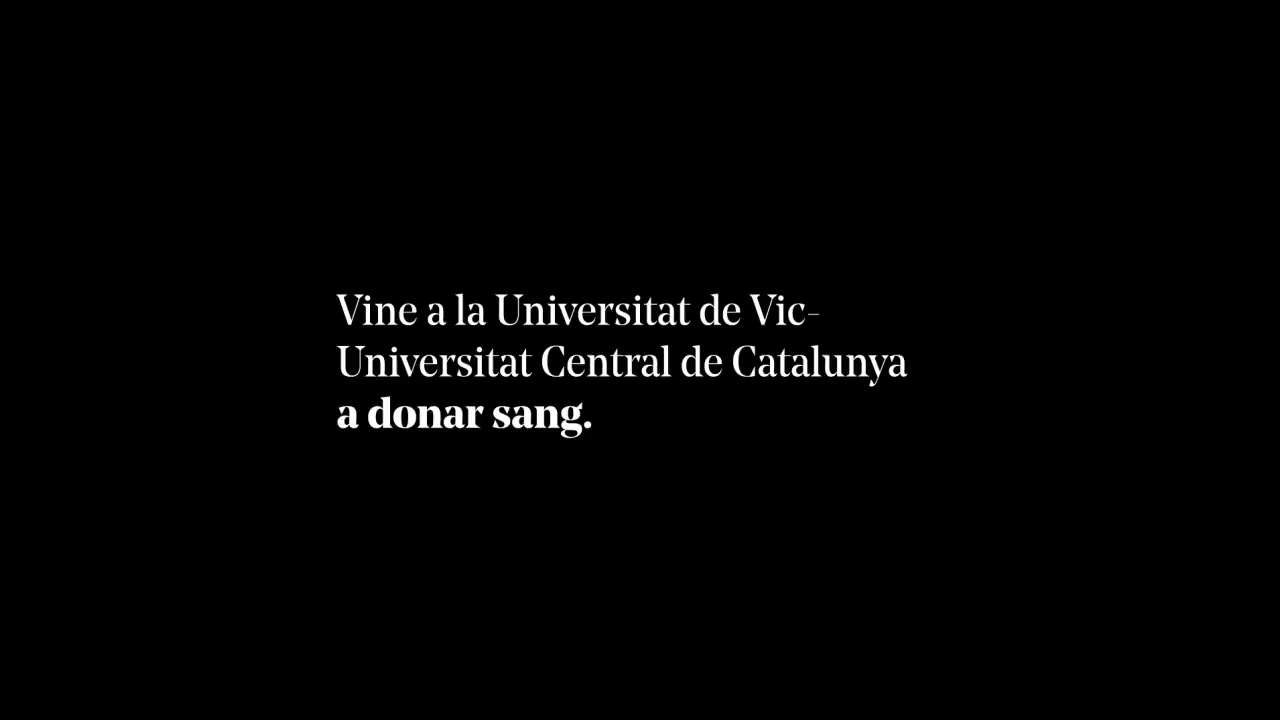 Vine a la Universitat de Vic-
Universitat Central de Catalunya
a donar sang.